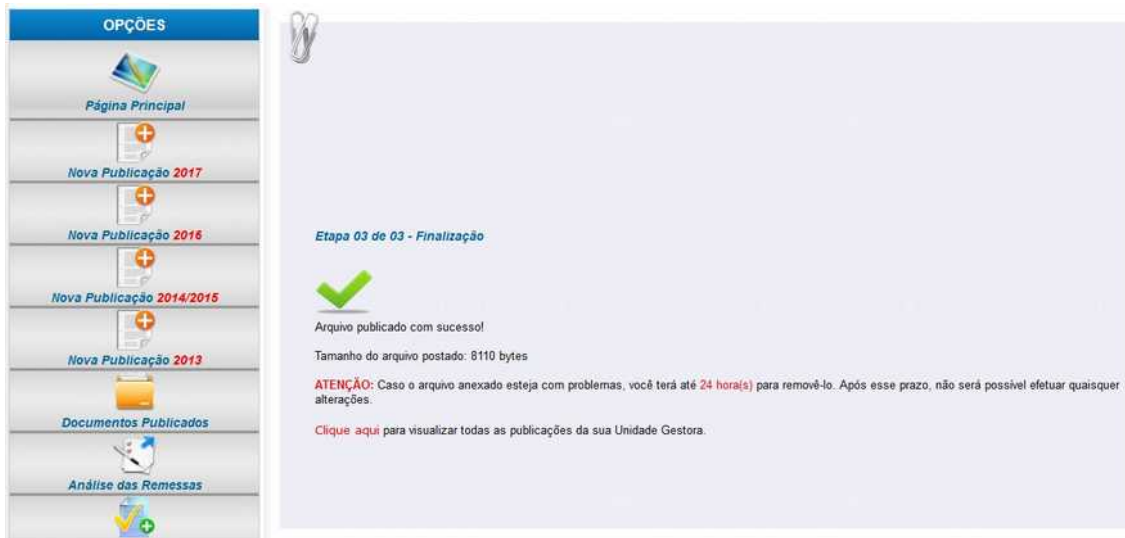 OPÇÕES
Página Principal
Nova Publicação 2017
Nova Publicação 2016
Nova Publicação 2014/2015
Nova Publicação 2013
Documentos Publicados
Análise das Remessas
Etapa 03 de 03 - Finalização
Arquivo publicado com sucesso!
Tamanho do arquivo postado: 8110 bytes
ATENÇÃO: Caso o arquivo anexado esteja com problemas, você terá até 24 hora(s) para removê-lo. Após esse prazo, não será possível efetuar quaisquer
alterações.
Clique aqui para visualizar todas as publicações da sua Unidade Gestora.